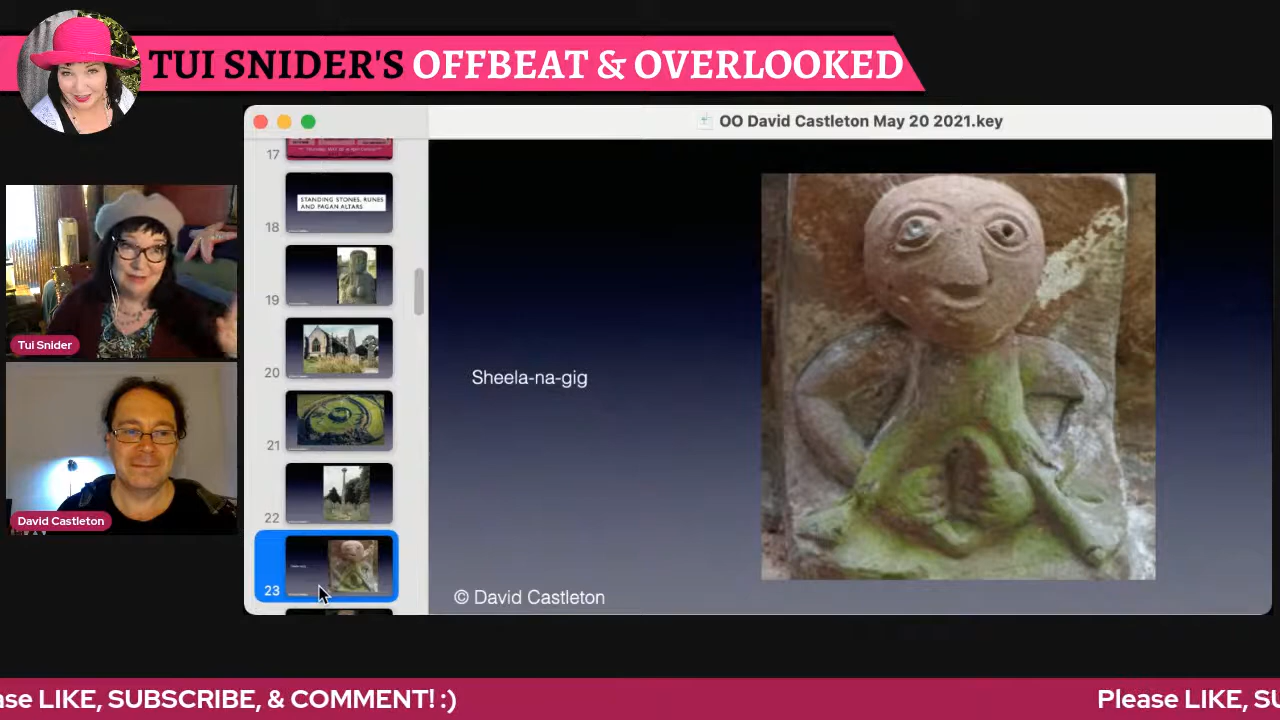 TUI SNIDER'S OFFBEAT & OVERLOOKED
OO David Castleton May 20 2021.key
17
STANDING STONES, RUNES
AND PAGAN ALTARS
18
19
20
21
22
23
Tui Snider
David Castleton
Sheela-na-gig
© David Castleton
ase LIKE, SUBSCRIBE, & COMMENT! :)
Please LIKE, SU